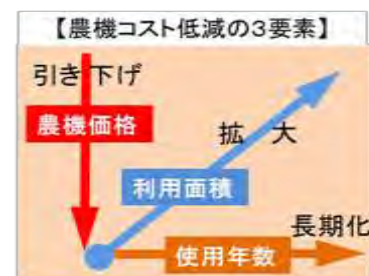 【農機コスト低減の3要素】
引き下げ
農機価格
拡 大
利用面積
長期化
使用年数